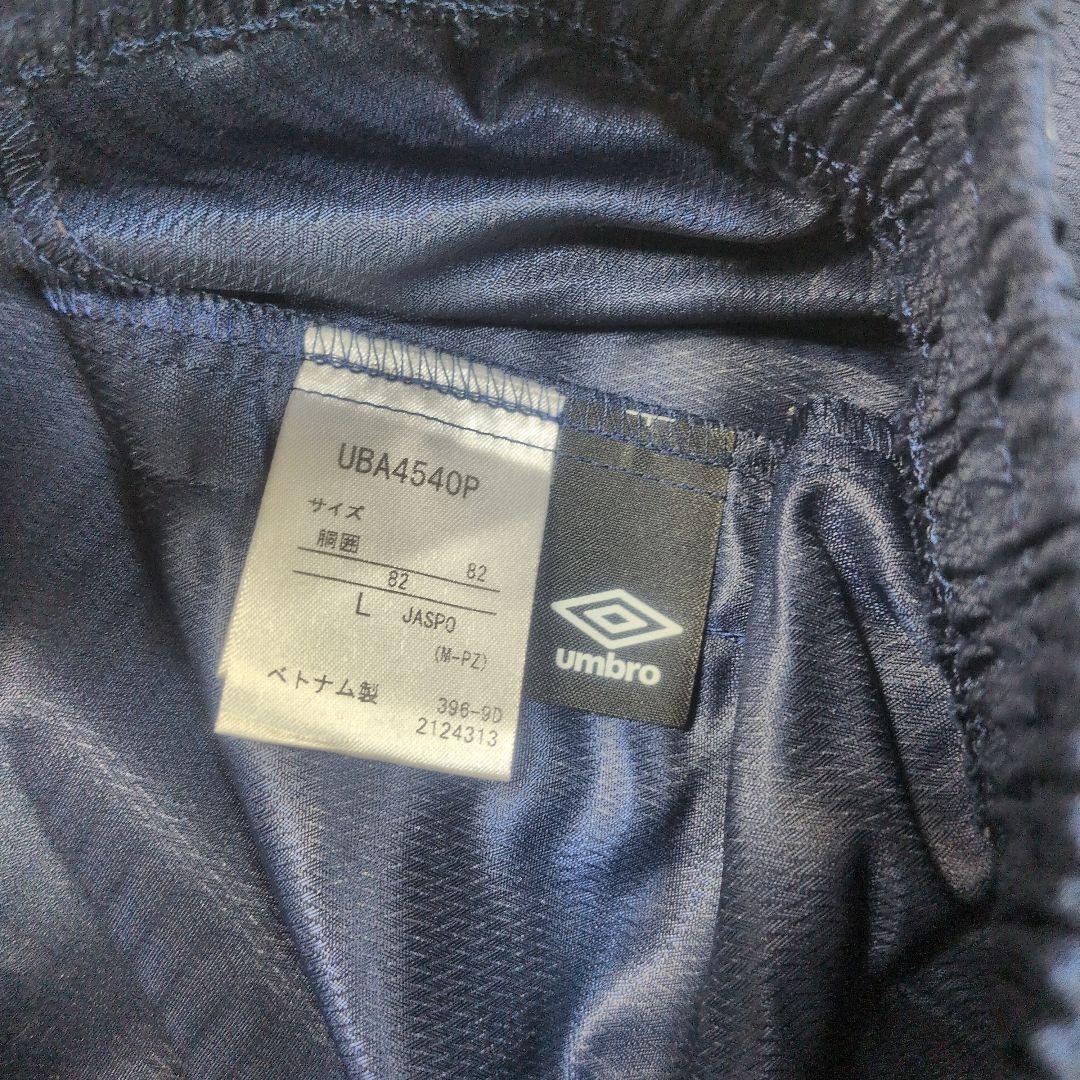 UBA4540P
サイズ
胴囲 82
82
L JASPO
(M-PZ)
ベトナム製
396-9D
2124313
umbro